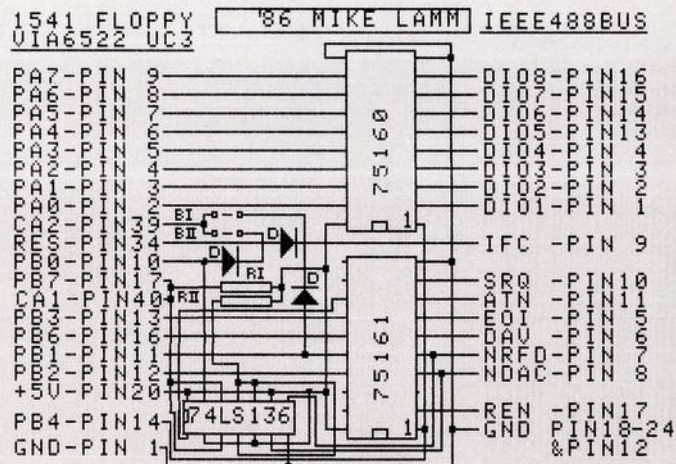 1541 FLOPPY
VIA6522 UC3
'86 MIKE LAMM
IEEE488BUS
PA7-PIN 9
PA6-PIN 8
PA5-PIN 7
PA4-PIN 6
PA3-PIN 5
PA2-PIN 4
PA1-PIN 3
PA0-PIN 2
CA2-PIN39
RES-PIN34
PB0-PIN10
PB7-PIN17
CA1-PIN40
PB3-PIN13
PB6-PIN16
PB1-PIN11
PB2-PIN12
+5V-PIN20
PB4-PIN14
GND-PIN 1
BI
BII
D
D
RI
D
RII
75160
1
75161
1
74LS136
DIO8-PIN16
DIO7-PIN15
DIO6-PIN14
DIO5-PIN13
DIO4-PIN 4
DIO3-PIN 3
DIO2-PIN 2
DIO1-PIN 1
IFC -PIN 9
SRQ-PIN10
ATN -PIN11
EOI -PIN 5
DAV -PIN 6
NRFD-PIN 7
NDAC-PIN 8
REN -PIN17
GND PIN18-24
&PIN12